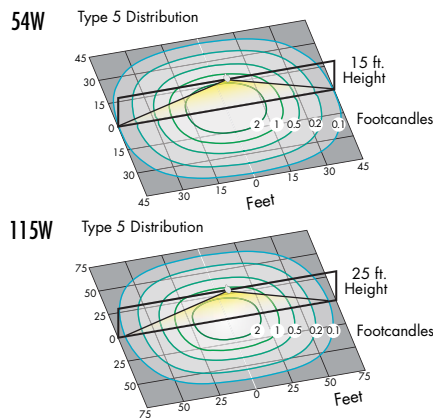 54W Type 5 Distribution
45
30
15
0
15
30
45
15 ft.
Height
2 1 0.5 0.2 0.1 Footcandles
45 30 15 0 15 30 45
Feet
115W Type 5 Distribution
75
50
25
0
25
50
75
25 ft.
Height
2 1 0.5 0.2 0.1 Footcandles
75 50 25 0 25 50 75
Feet